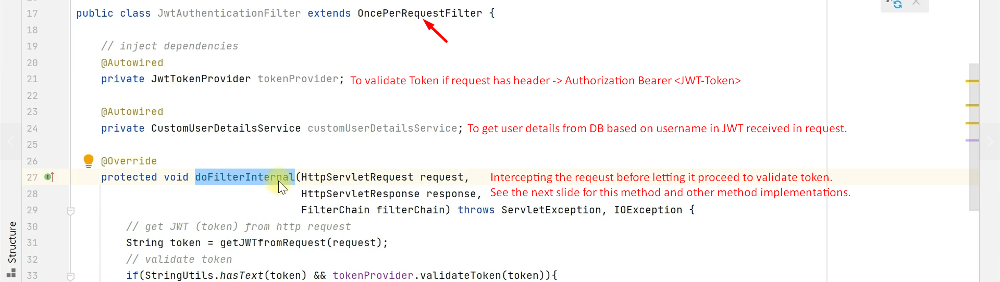 17 public class JwtAuthenticationFilter extends OncePerRequestFilter {
18
19 // inject dependencies
20 @Autowired
21 private JwtTokenProvider tokenProvider; To validate Token if request has header -> Authorization Bearer <JWT-Token>
22
23 @Autowired
24 private CustomUserDetailsService customUserDetailsService; To get user details from DB based on username in JWT received in request.
25
26 @Override
27 protected void doFilterInternal(HttpServletRequest request, Intercepting the reqeust before letting it proceed to validate token.
28 HttpServletResponse response, See the next slide for this method and other method implementations.
29 FilterChain filterChain) throws ServletException, IOException {
30 // get JWT (token) from http request
31 String token = getJWTfromRequest(request);
32 // validate token
33 if(StringUtils.hasText(token) && tokenProvider.validateToken(token)){
Structure